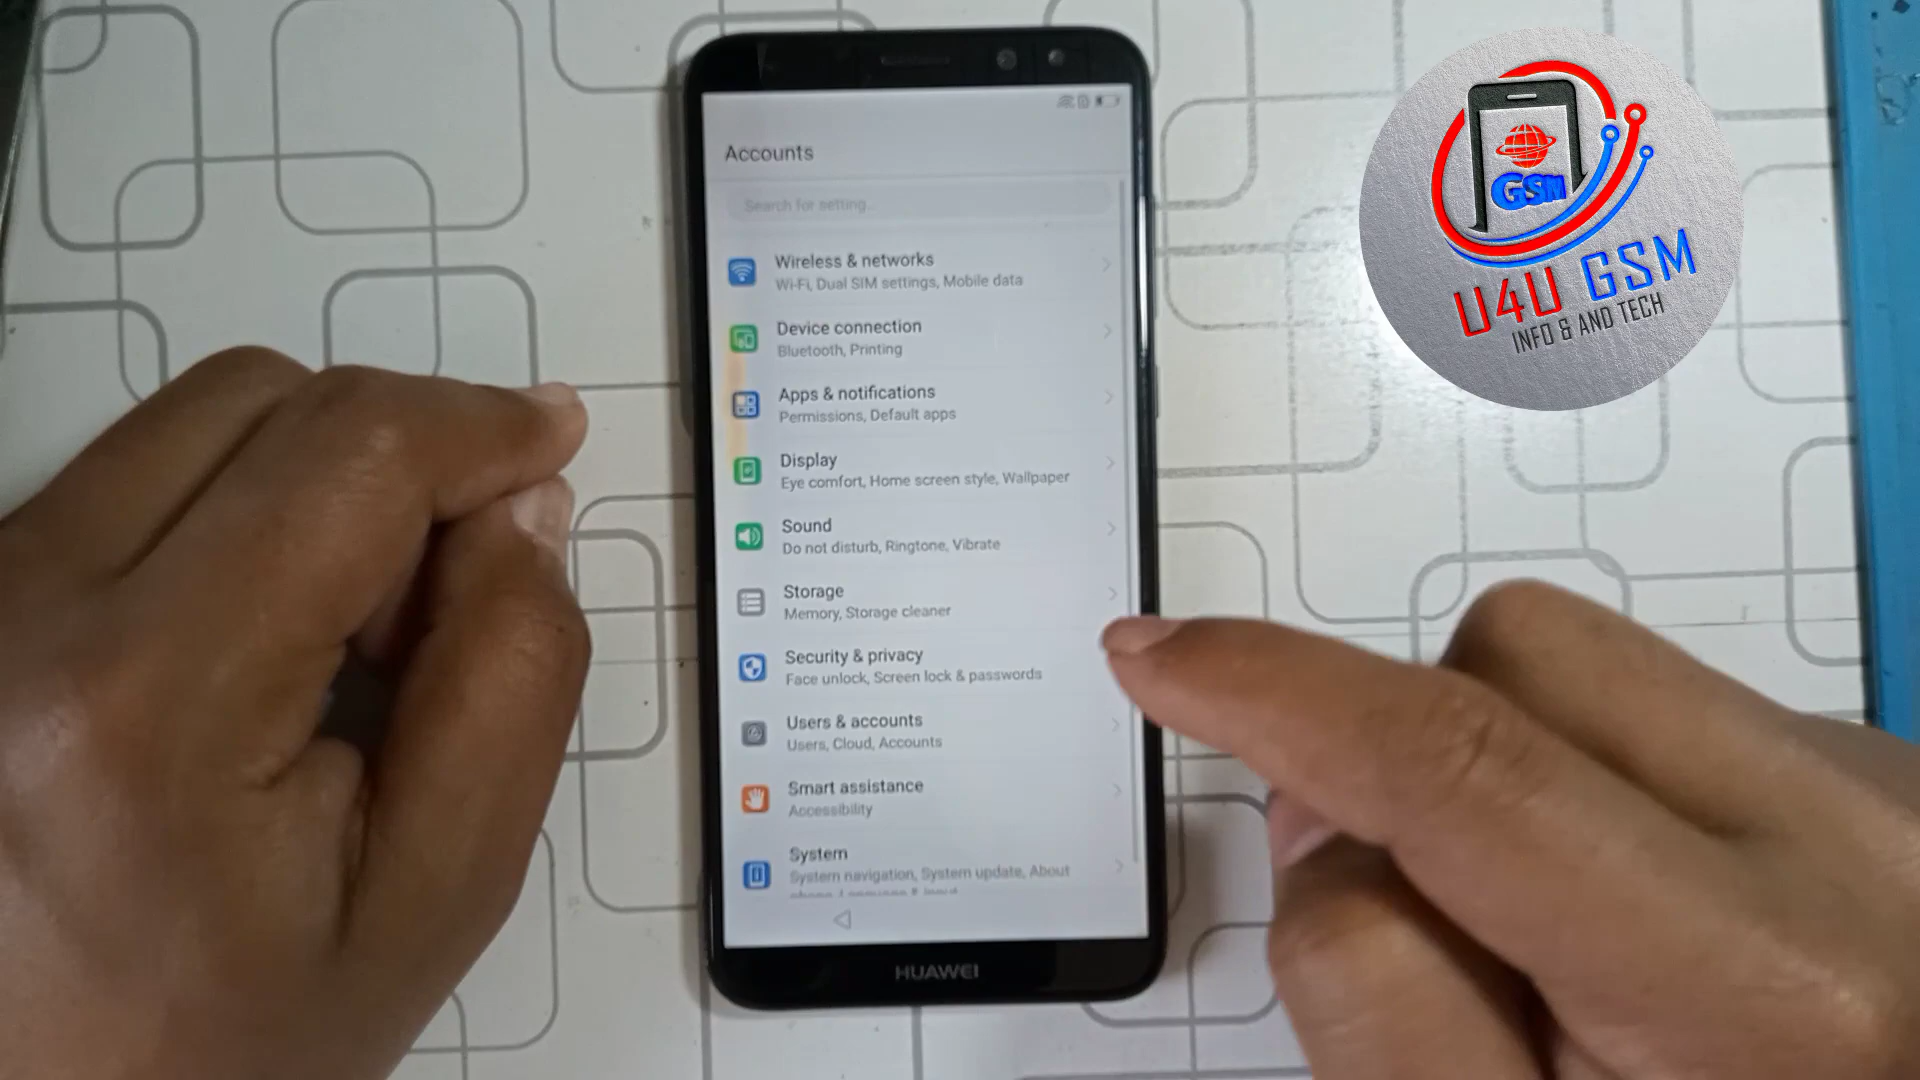 Accounts
Search for setting...
Wireless & networks
Wi-Fi, Dual SIM settings, Mobile data
Device connection
Bluetooth, Printing
Apps & notifications
Permissions, Default apps
Display
Eye comfort, Home screen style, Wallpaper
Sound
Do not disturb, Ringtone, Vibrate
Storage
Memory, Storage cleaner
Security & privacy
Face unlock, Screen lock & passwords
Users & accounts
Users, Cloud, Accounts
Smart assistance
Accessibility
System
System navigation, System update, About
HUAWEI
GSM
U4U GSM
INFO & AND TECH